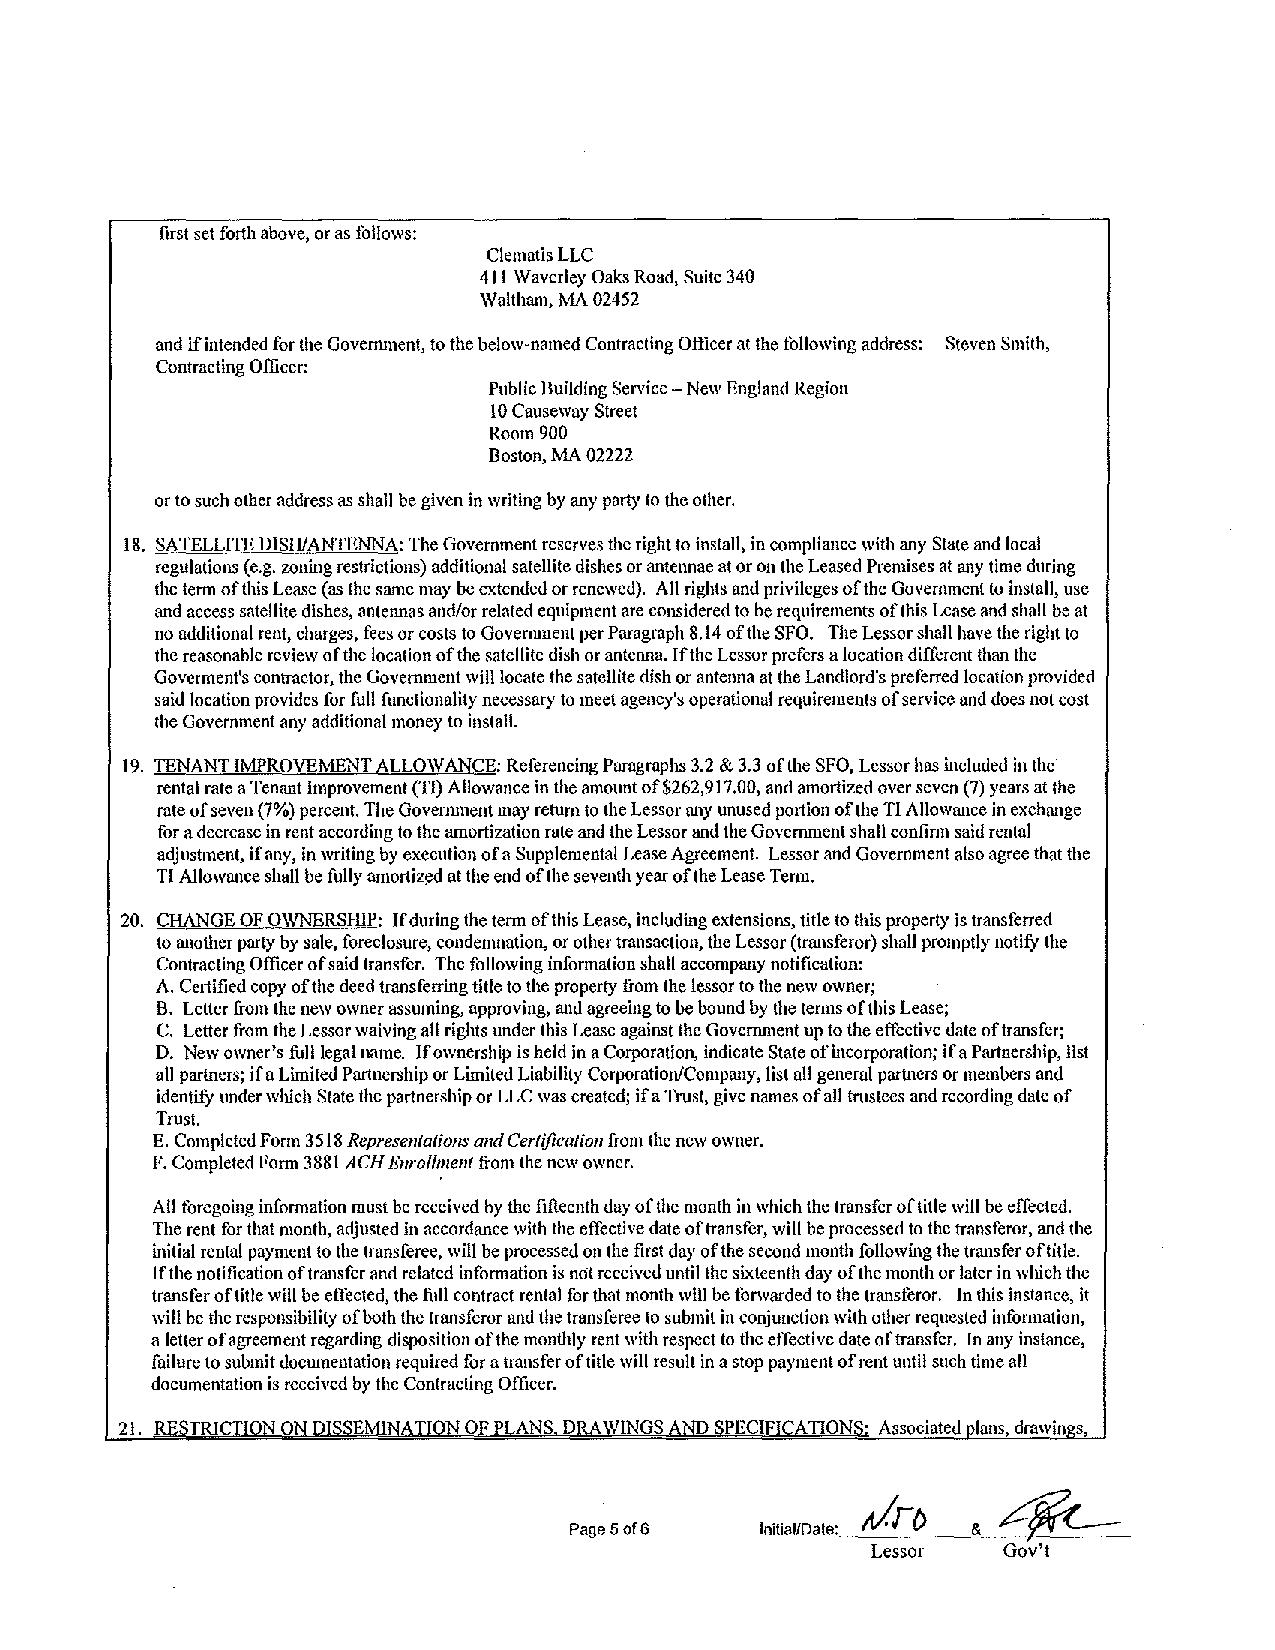 first set forth above, or as follows:
Clematis LLC
411 Waverley Oaks Road, Suite 340
Waltham, MA 02452
and if intended for the Government, to the below-named Contracting Officer at the following address: Steven Smith,
Contracting Officer:
Public Building Service – New England Region
10 Causeway Street
Room 900
Boston, MA 02222
or to such other address as shall be given in writing by any party to the other.
18. SATELLITE DISH/ANTENNA: The Government reserves the right to install, in compliance with any State and local
regulations (e.g. zoning restrictions) additional satellite dishes or antennae at or on the Leased Premises at any time during
the term of this Lease (as the same may be extended or renewed). All rights and privileges of the Government to install, use
and access satellite dishes, antennas and/or related equipment are considered to be requirements of this Lease and shall be at
no additional rent, charges, fees or costs to Government per Paragraph 8.14 of the SFO. The Lessor shall have the right to
the reasonable review of the location of the satellite dish or antenna. If the Lessor prefers a location different than the
Goverment's contractor, the Government will locate the satellite dish or antenna at the Landlord's preferred location provided
said location provides for full functionality necessary to meet agency's operational requirements of service and does not cost
the Government any additional money to install.
19. TENANT IMPROVEMENT ALLOWANCE: Referencing Paragraphs 3.2 & 3.3 of the SFO, Lessor has included in the
rental rate a Tenant Improvement (TI) Allowance in the amount of $262,917.00, and amortized over seven (7) years at the
rate of seven (7%) percent. The Government may return to the Lessor any unused portion of the TI Allowance in exchange
for a decrease in rent according to the amortization rate and the Lessor and the Government shall confirm said rental
adjustment, if any, in writing by execution of a Supplemental Lease Agreement. Lessor and Government also agree that the
TI Allowance shall be fully amortized at the end of the seventh year of the Lease Term.
20. CHANGE OF OWNERSHIP: If during the term of this Lease, including extensions, title to this property is transferred
to another party by sale, foreclosure, condemnation, or other transaction, the Lessor (transferor) shall promptly notify the
Contracting Officer of said transfer. The following information shall accompany notification:
A. Certified copy of the deed transferring title to the property from the lessor to the new owner;
B. Letter from the new owner assuming, approving, and agreeing to be bound by the terms of this Lease;
C. Letter from the Lessor waiving all rights under this Lease against the Government up to the effective date of transfer;
D. New owner's full legal name. If ownership is held in a Corporation, indicate State of incorporation; if a Partnership, list
all partners; if a Limited Partnership or Limited Liability Corporation/Company, list all general partners or members and
identify under which State the partnership or LLC was created; if a Trust, give names of all trustees and recording date of
Trust.
E. Completed Form 3518 Representations and Certification from the new owner.
F. Completed Form 3881 ACH Enrollment from the new owner.
All foregoing information must be received by the fifteenth day of the month in which the transfer of title will be effected.
The rent for that month, adjusted in accordance with the effective date of transfer, will be processed to the transferor, and the
initial rental payment to the transferee, will be processed on the first day of the second month following the transfer of title.
If the notification of transfer and related information is not received until the sixteenth day of the month or later in which the
transfer of title will be effected, the full contract rental for that month will be forwarded to the transferor. In this instance, it
will be the responsibility of both the transferor and the transferee to submit in conjunction with other requested information,
a letter of agreement regarding disposition of the monthly rent with respect to the effective date of transfer. In any instance,
failure to submit documentation required for a transfer of title will result in a stop payment of rent until such time all
documentation is received by the Contracting Officer.
21. RESTRICTION ON DISSEMINATION OF PLANS, DRAWINGS AND SPECIFICATIONS: Associated plans, drawings,
Page 5 of 6 Initial/Date: &
Lessor Gov't